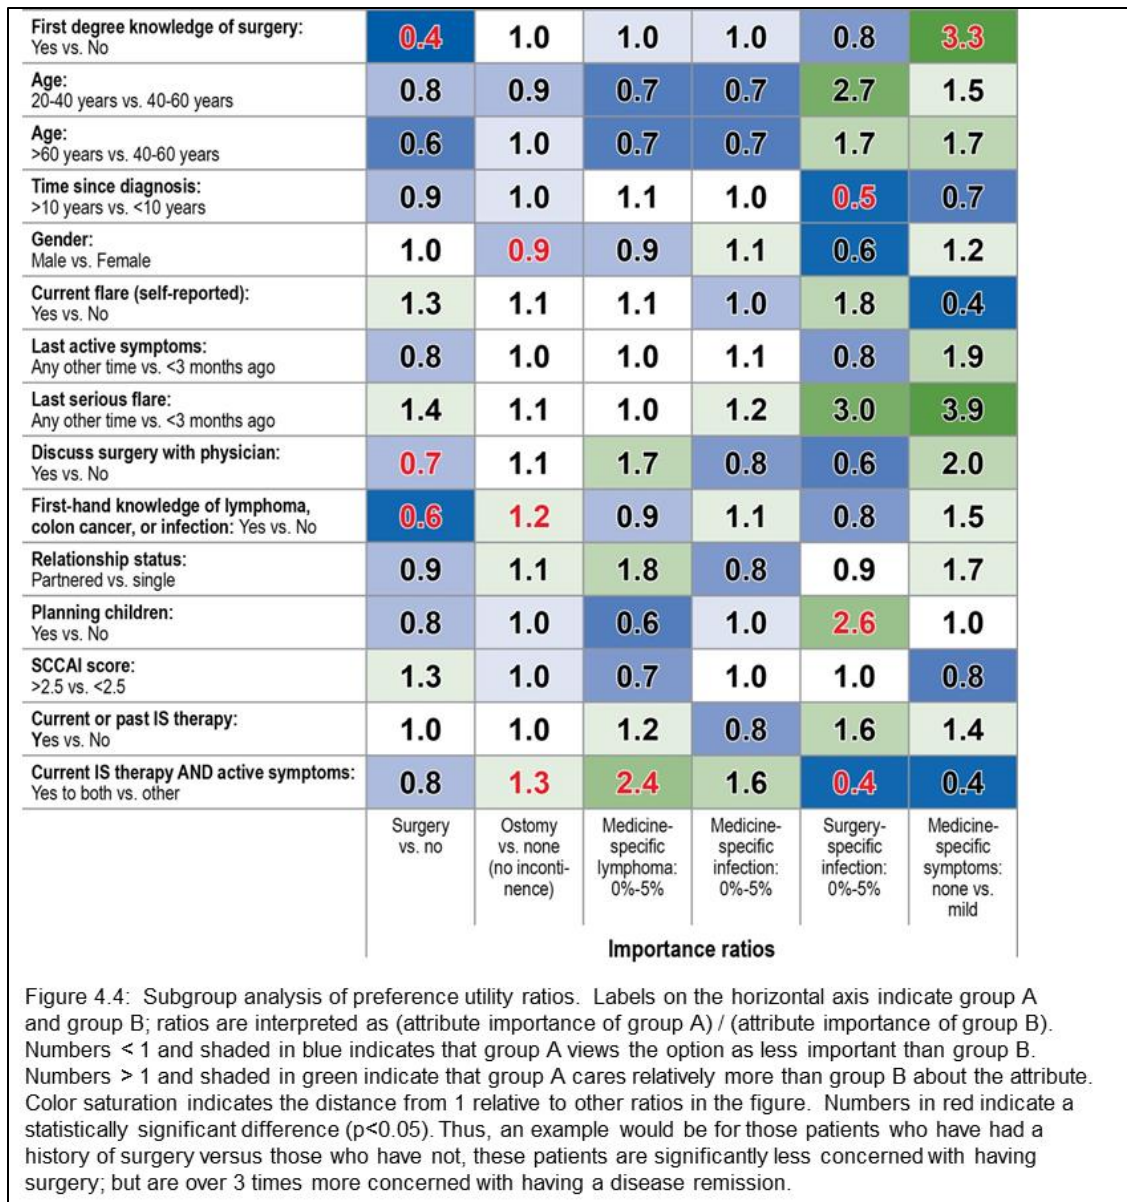 First degree knowledge of surgery:
Yes vs. No
0.4 1.0 1.0 1.0 0.8 3.3
Age:
20-40 years vs. 40-60 years
0.8 0.9 0.7 0.7 2.7 1.5
Age:
>60 years vs. 40-60 years
0.6 1.0 0.7 0.7 1.7 1.7
Time since diagnosis:
>10 years vs. <10 years
0.9 1.0 1.1 1.0 0.5 0.7
Gender:
Male vs. Female
1.0 0.9 0.9 1.1 0.6 1.2
Current flare (self-reported):
Yes vs. No
1.3 1.1 1.1 1.0 1.8 0.4
Last active symptoms:
Any other time vs. <3 months ago
0.8 1.0 1.0 1.1 0.8 1.9
Last serious flare:
Any other time vs. <3 months ago
1.4 1.1 1.0 1.2 3.0 3.9
Discuss surgery with physician:
Yes vs. No
0.7 1.1 1.7 0.8 0.6 2.0
First-hand knowledge of lymphoma,
colon cancer, or infection: Yes vs. No
0.6 1.2 0.9 1.1 0.8 1.5
Relationship status:
Partnered vs. single
0.9 1.1 1.8 0.8 0.9 1.7
Planning children:
Yes vs. No
0.8 1.0 0.6 1.0 2.6 1.0
SCCAI score:
>2.5 vs. <2.5
1.3 1.0 0.7 1.0 1.0 0.8
Current or past IS therapy:
Yes vs. No
1.0 1.0 1.2 0.8 1.6 1.4
Current IS therapy AND active symptoms:
Yes to both vs. other
0.8 1.3 2.4 1.6 0.4 0.4
Surgery
vs. no
Ostomy
vs. none
(no inconti-
nence)
Medicine-
specific
lymphoma:
0%-5%
Medicine-
specific
infection:
0%-5%
Surgery-
specific
infection:
0%-5%
Medicine-
specific
symptoms:
none vs.
mild
Importance ratios
Figure 4.4: Subgroup analysis of preference utility ratios. Labels on the horizontal axis indicate group A
and group B; ratios are interpreted as (attribute importance of group A) / (attribute importance of group B).
Numbers < 1 and shaded in blue indicates that group A views the option as less important than group B.
Numbers > 1 and shaded in green indicate that group A cares relatively more than group B about the attribute.
Color saturation indicates the distance from 1 relative to other ratios in the figure. Numbers in red indicate a
statistically significant difference (p<0.05). Thus, an example would be for those patients who have had a
history of surgery versus those who have not, these patients are significantly less concerned with having
surgery; but are over 3 times more concerned with having a disease remission.